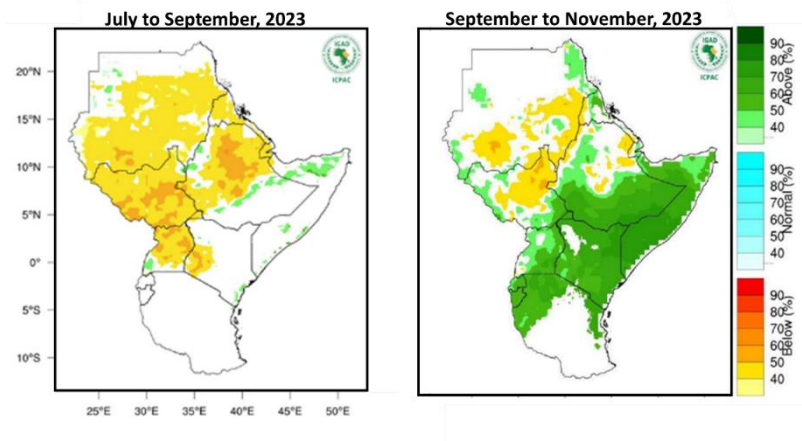 July to September, 2023
September to November, 2023
IGAD
ICPAC
IGAD
ICPAC
20°N
15°N
10°N
5°N
0°
5°S
10°S
25°E
30°E
35°E
40°E
45°E
50°E
90
80
70
60
50
40
Above (%)
90
80
70
60
50
40
Normal (%)
90
80
70
60
50
40
Below (%)